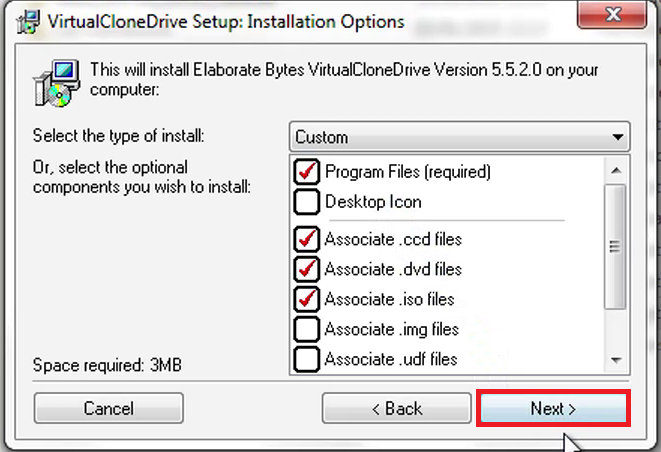 VirtualCloneDrive Setup: Installation Options
This will install Elaborate Bytes VirtualCloneDrive Version 5.5.2.0 on your
computer:
Select the type of install:
Custom
Or, select the optional
components you wish to install:
Program Files (required)
Desktop Icon
Associate .ccd files
Associate .dvd files
Associate .iso files
Associate .img files
Associate .udf files
Space required: 3MB
Cancel
< Back
Next >